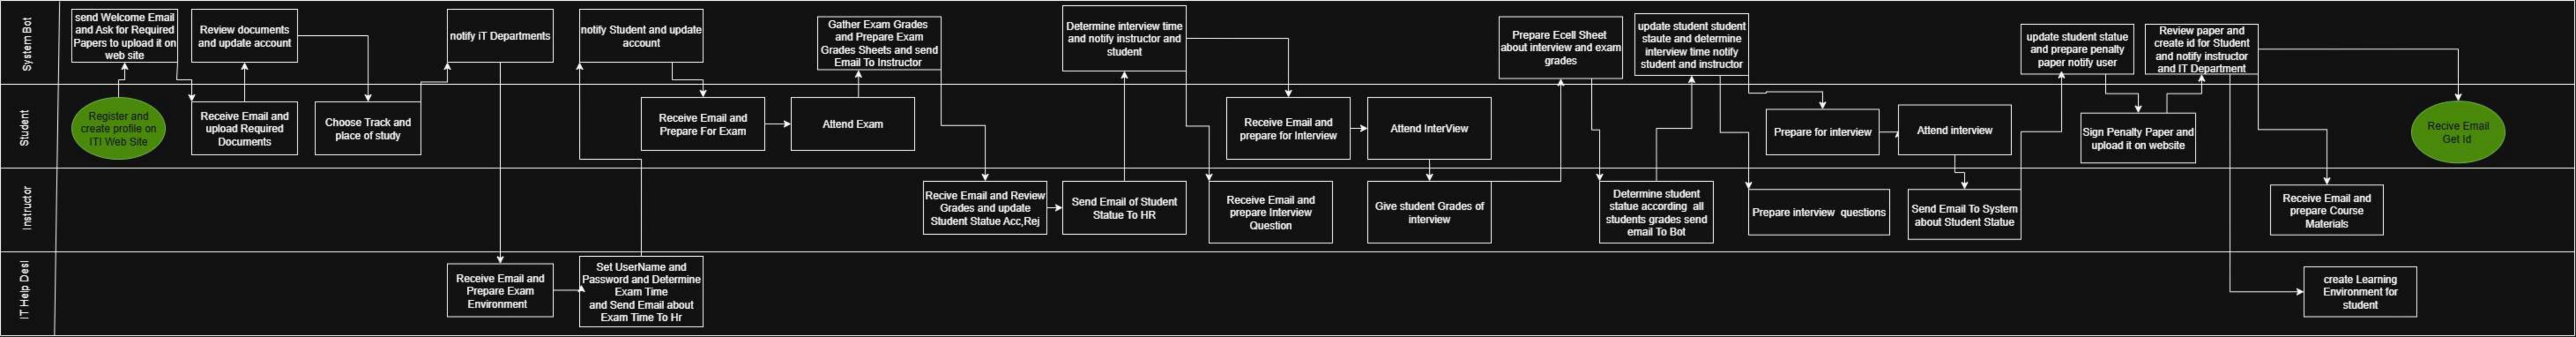 System Bot
send Welcome Email
and Ask for Required
Papers to upload it on
web site
Review documents
and update account
notify iT Departments
notify Student and update
account
Gather Exam Grades
and Prepare Exam
Grades Sheets and send
Email To Instructor
Determine interview time
and notify instructor and
student
Prepare Ecell Sheet
about interview and exam
grades
update student student
staute and determine
interview time notify
student and instructor
update student statue
and prepare penalty
paper notify user
Review paper and
create id for Student
and notify instructor
and IT Department
Student
Register and
create profile on
ITI Web Site
Receive Email and
upload Required
Documents
Choose Track and
place of study
Receive Email and
Prepare For Exam
Attend Exam
Receive Email and
prepare for Interview
Attend InterView
Prepare for interview
Attend interview
Sign Penalty Paper and
upload it on website
Recive Email
Get Id
Instructor
Recive Email and Review
Grades and update
Student Statue Acc,Rej
Send Email of Student
Statue To HR
Receive Email and
prepare Interview
Question
Give student Grades of
interview
Determine student
statue according all
students grades send
email To Bot
Prepare interview questions
Send Email To System
about Student Statue
Receive Email and
prepare Course
Materials
IT Help Desl
Receive Email and
Prepare Exam
Environment
Set UserName and
Password and Determine
Exam Time
and Send Email about
Exam Time To Hr
create Learning
Environment for
student